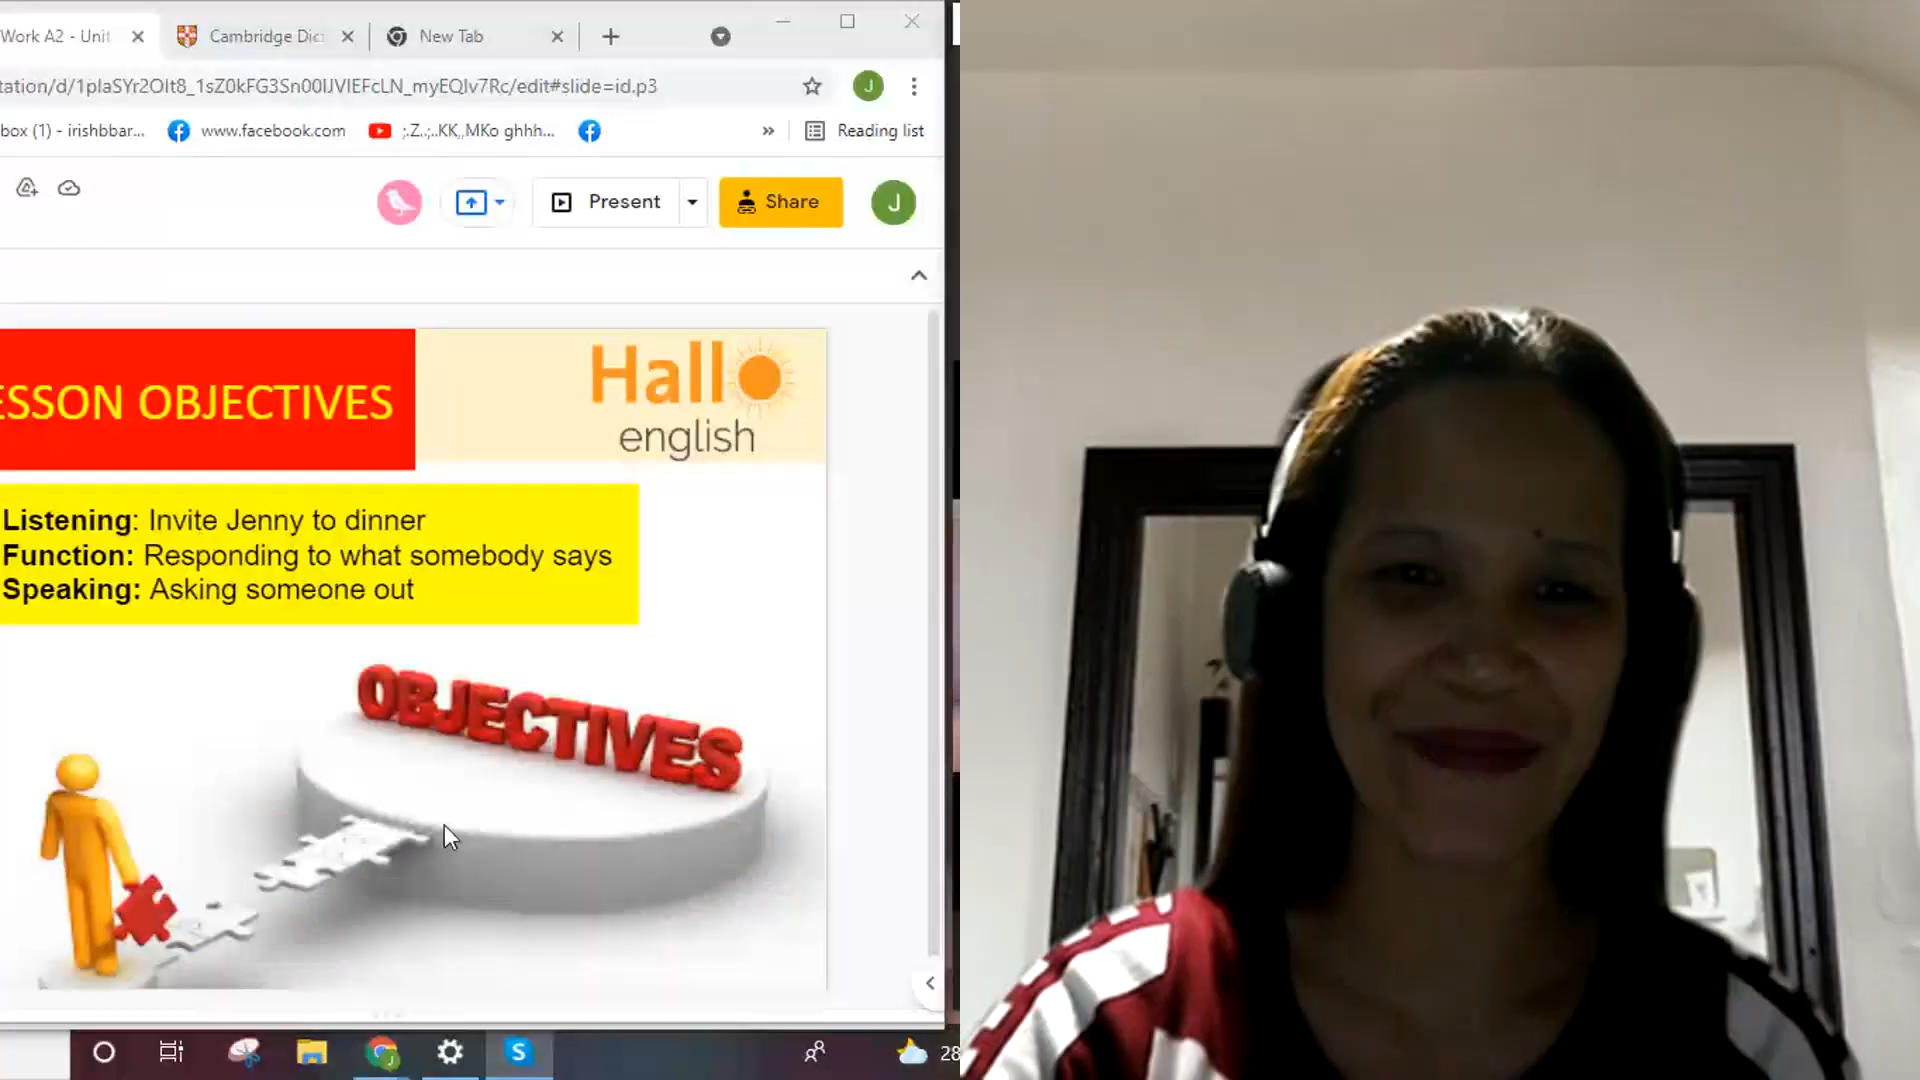 Work A2 - Unit
Cambridge Dic
New Tab
tation/d/1plaSYr2OIt8_1sZ0kFG3Sn00IJVIEFcLN_myEQIv7Rc/edit#slide=id.p3
box (1) - irishbbar...
www.facebook.com
;.Z..;..KK,,MKo ghhh...
Reading list
J
Present
Share
J
ESSON OBJECTIVES
Hallo
english
Listening: Invite Jenny to dinner
Function: Responding to what somebody says
Speaking: Asking someone out
OBJECTIVES
28